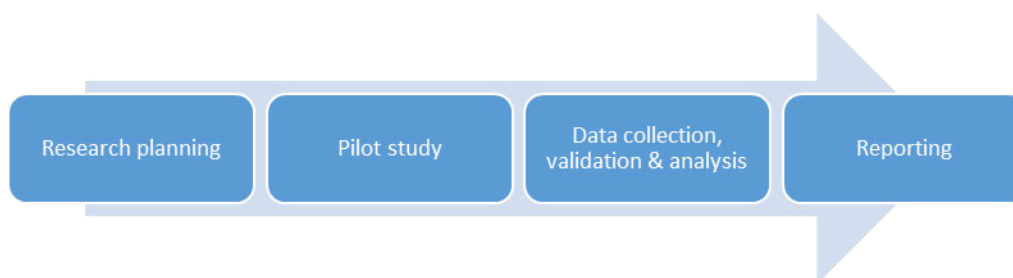 Research planning
Pilot study
Data collection,
validation & analysis
Reporting